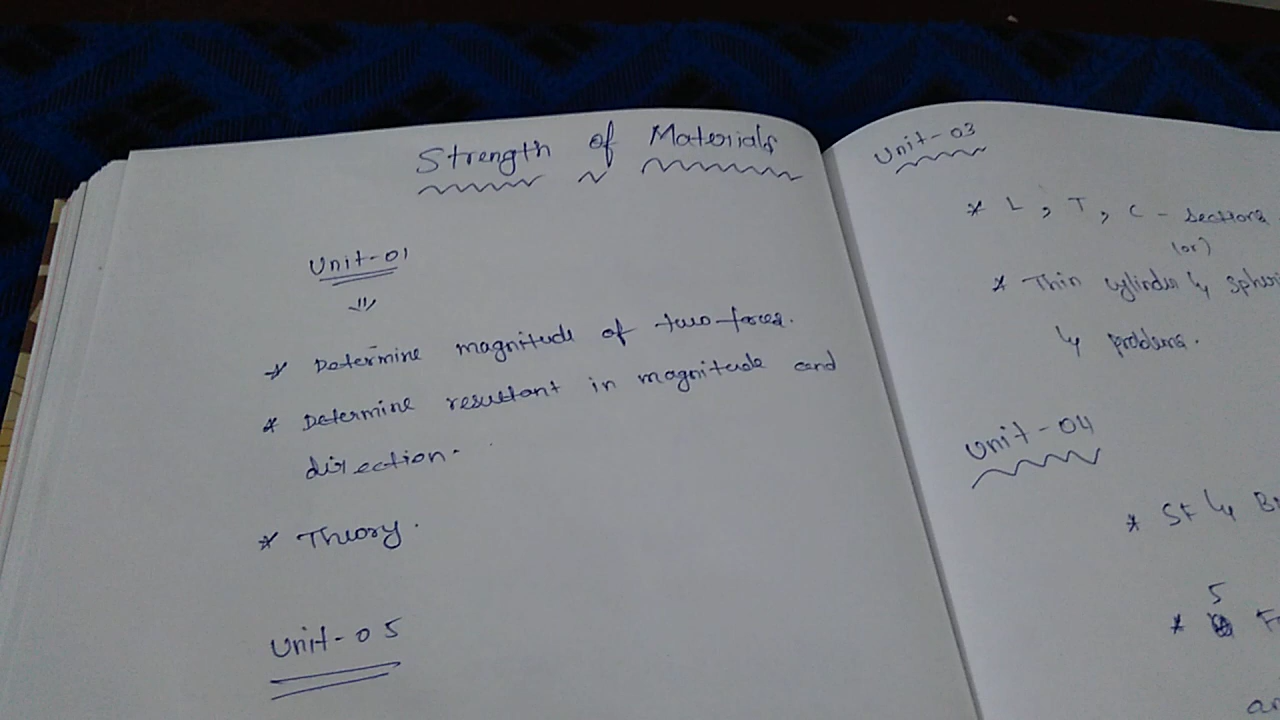 Strength of Materials
Unit-01
* Determine magnitude of two forces.
* Determine resultant in magnitude and
direction.
* Theory.
Unit-05
Unit-03
* L, T, C - sections
(or)
* Thin cylinder & spheri
↳ problems.
Unit-04
* SF & B
5
*